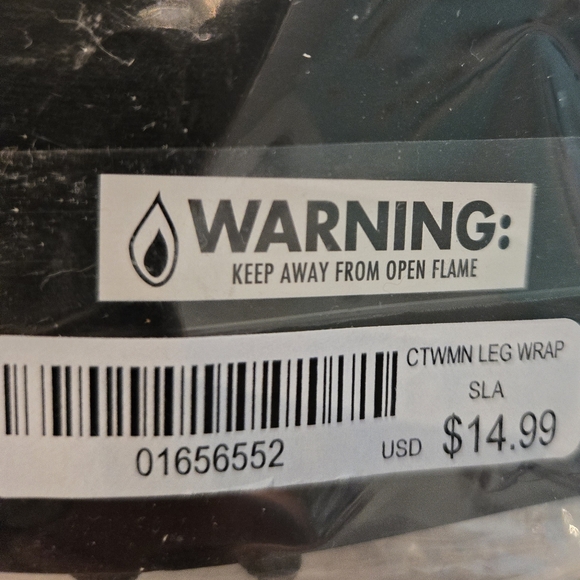 WARNING:
KEEP AWAY FROM OPEN FLAME
CTWMN LEG WRAP
SLA
01656552
USD $14.99